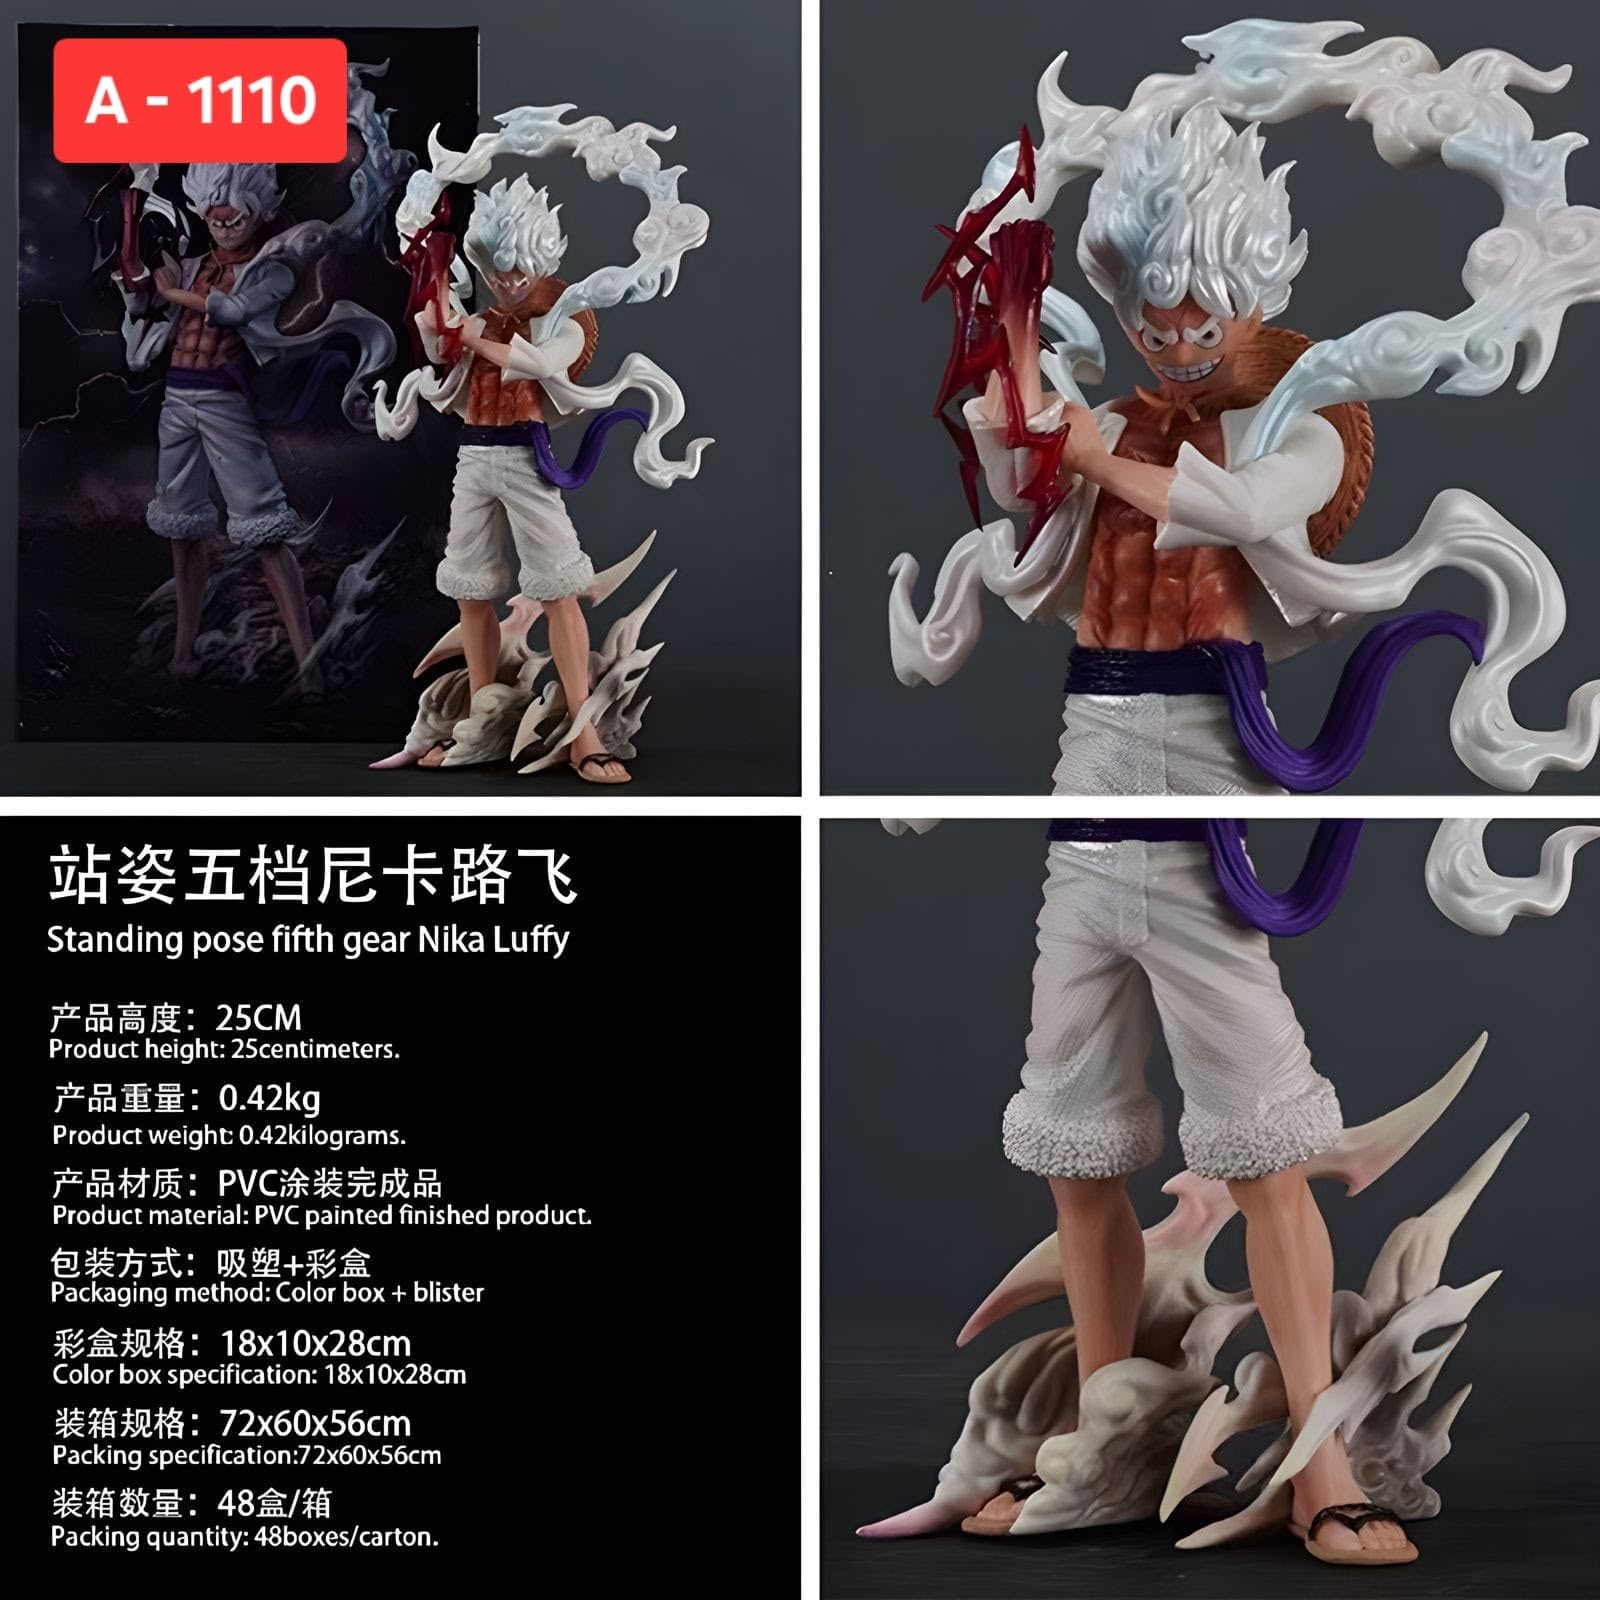 A - 1110
站姿五档尼卡路飞
Standing pose fifth gear Nika Luffy
产品高度：25CM
Product height: 25centimeters.
产品重量：0.42kg
Product weight: 0.42kilograms.
产品材质：PVC涂装完成品
Product material: PVC painted finished product.
包装方式：吸塑+彩盒
Packaging method: Color box + blister
彩盒规格：18x10x28cm
Color box specification: 18x10x28cm
装箱规格：72x60x56cm
Packing specification:72x60x56cm
装箱数量：48盒/箱
Packing quantity: 48boxes/carton.